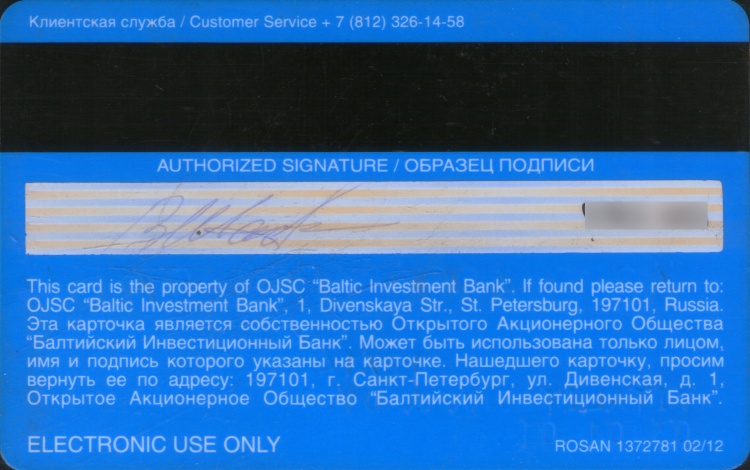 Клиентская служба / Customer Service + 7 (812) 326-14-58
AUTHORIZED SIGNATURE / ОБРАЗЕЦ ПОДПИСИ
This card is the property of OJSC “Baltic Investment Bank”. If found please return to:
OJSC “Baltic Investment Bank”, 1, Divenskaya Str., St. Petersburg, 197101, Russia.
Эта карточка является собственностью Открытого Акционерного Общества
“Балтийский Инвестиционный Банк”. Может быть использована только лицом,
имя и подпись которого указаны на карточке. Нашедшего карточку, просим
вернуть ее по адресу: 197101, г. Санкт-Петербург, ул. Дивенская, д. 1,
Открытое Акционерное Общество “Балтийский Инвестиционный Банк”.
ELECTRONIC USE ONLY
ROSAN 1372781 02/12